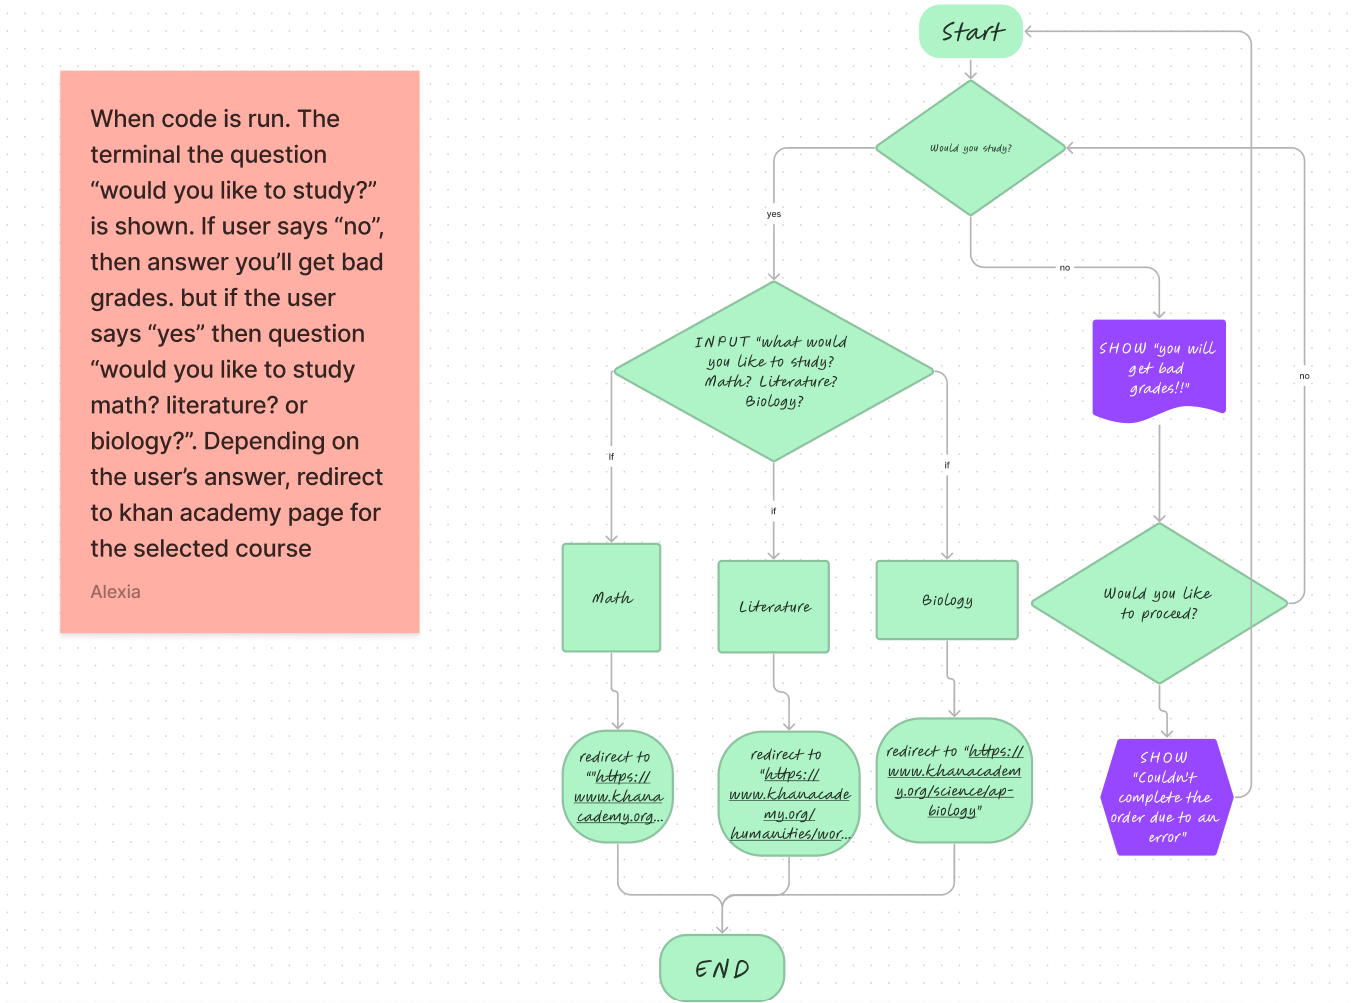 When code is run. The
terminal the question
“would you like to study?”
is shown. If user says “no”,
then answer you’ll get bad
grades. but if the user
says “yes” then question
“would you like to study
math? literature? or
biology?”. Depending on
the user’s answer, redirect
to khan academy page for
the selected course
Alexia
Start
Would you study?
yes
no
INPUT "what would
you like to study?
Math? Literature?
Biology?
SHOW "you will
get bad
grades!!"
no
If
if
if
Math
Literature
Biology
Would you like
to proceed?
redirect to
""https://
www.khana
cademy.org...
redirect to
"https://
www.khanacade
my.org/
humanities/wor...
redirect to "https://
www.khanacadem
y.org/science/ap-
biology"
SHOW
"Couldn't
complete the
order due to an
error"
END